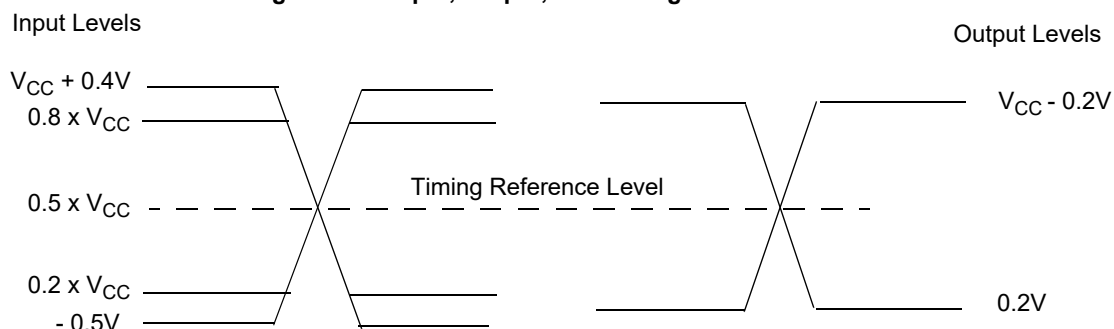 Input Levels
Output Levels
V_CC + 0.4V
V_CC - 0.2V
0.8 x V_CC
Timing Reference Level
0.5 x V_CC
0.2 x V_CC
0.2V
- 0.5V